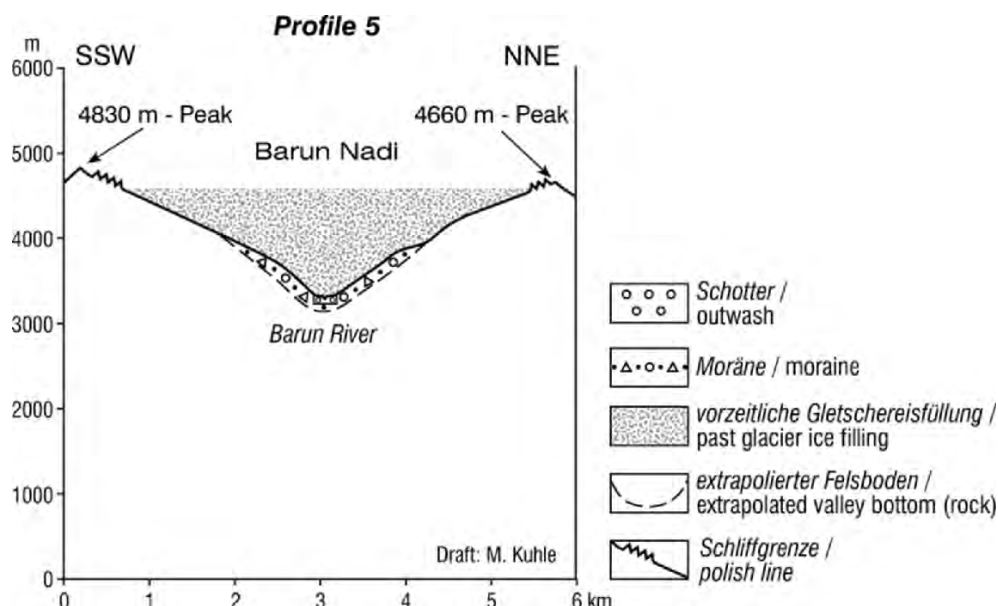 Profile 5
m
SSW
NNE
6000
4830 m - Peak
4660 m - Peak
5000
Barun Nadi
4000
3000
Barun River
2000
1000
0
Draft: M. Kuhle
0 1 2 3 4 5 6 km
Schotter /
outwash
Moräne / moraine
vorzeitliche Gletschereisfüllung /
past glacier ice filling
extrapolierter Felsboden /
extrapolated valley bottom (rock)
Schliffgrenze /
polish line